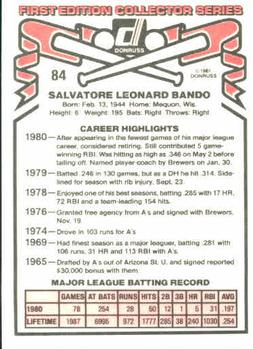 FIRST EDITION COLLECTOR SERIES
DONRUSS
84
© 1981
DONRUSS
SALVATORE LEONARD BANDO
Born: Feb. 13, 1944 Home: Mequon, Wis.
Height: 6' Weight: 195 Bats: Right Throws: Right
CAREER HIGHLIGHTS
1980— After appearing in the fewest games of his major league
career, considered retiring. Still contributed 5 game-
winning RBI. Was hitting as high as .346 on May 2 before
tailing off. Named player coach by Brewers on Jan. 30.
1979— Batted .246 in 130 games, but as a DH he hit .314. Side-
lined for season with rib injury, Sept. 23.
1978— Enjoyed one of his best seasons, batting .285 with 17 HR,
72 RBI and a team-leading 154 hits.
1976— Granted free agency from A's and signed with Brewers.
Nov. 19
1974— Drove in 103 runs for A's
1969— Had finest season as a major leaguer, batting .281 with
106 runs, 31 HR and 113 RBI with A's.
1965— Drafted by A's out of Arizona St. U. and signed reported
$30,000 bonus with them
MAJOR LEAGUE BATTING RECORD
GAMES AT BATS RUNS HITS 2B 3B HR RBI AVG
1980 78 254 28 50 12 1 5 31 .197
LIFETIME 1987 6995 972 1777 285 38 240 1030 .254